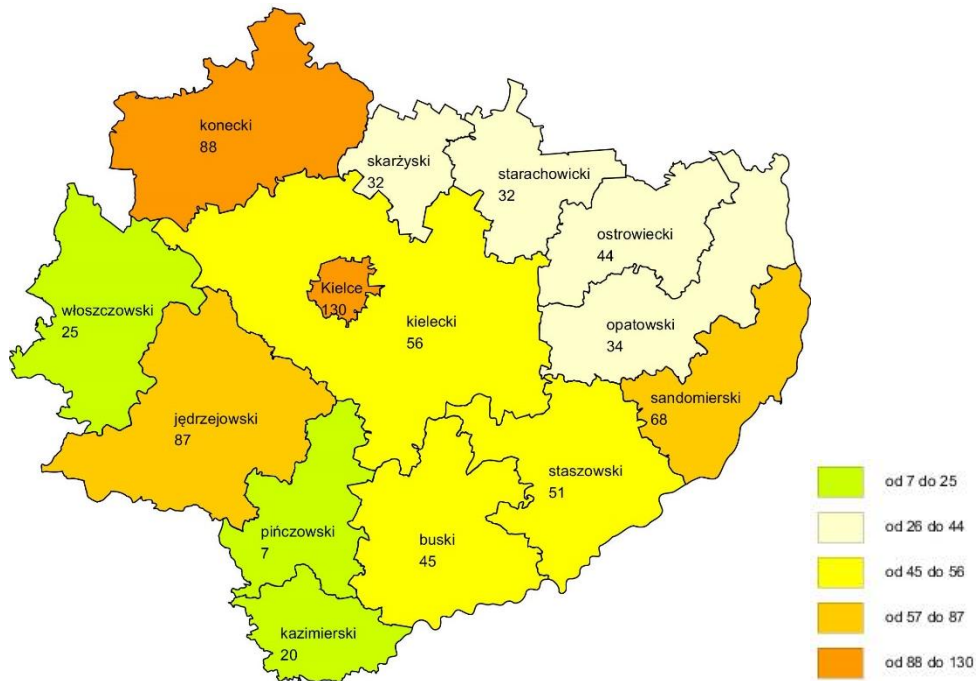 konecki
88
skarżyski
32
starachowicki
32
ostrowiecki
44
włoszczowski
25
Kielce
130
kielecki
56
opatowski
34
jędrzejowski
87
sandomierski
68
staszowski
51
pińczowski
7
buski
45
kazimierski
20
od 7 do 25
od 26 do 44
od 45 do 56
od 57 do 87
od 88 do 130